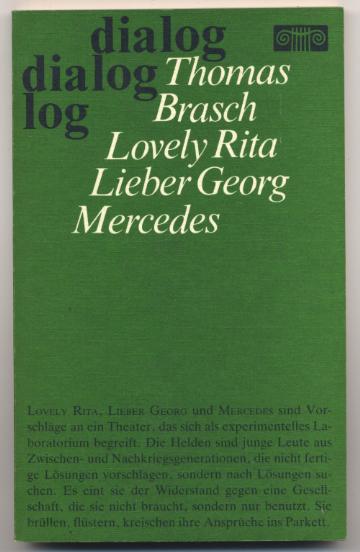 dialog
dialog
log
Thomas
Brasch
Lovely Rita
Lieber Georg
Mercedes
LOVELY RITA, LIEBER GEORG und MERCEDES sind Vor-
schläge an ein Theater, das sich als experimentelles La-
boratorium begreift. Die Helden sind junge Leute aus
Zwischen- und Nachkriegsgenerationen, die nicht ferti-
ge Lösungen vorschlagen, sondern nach Lösungen su-
chen. Es eint sie der Widerstand gegen eine Gesell-
schaft, die sie nicht braucht, sondern nur benutzt. Sie
brüllen, flüstern, kreischen ihre Ansprüche ins Parkett.